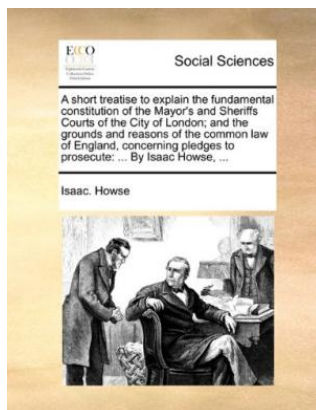 ECCO
Social Sciences
A short treatise to explain the fundamental
constitution of the Mayor's and Sheriffs
Courts of the City of London; and the
grounds and reasons of the common law
of England, concerning pledges to
prosecute: ... By Isaac Howse, ...
Isaac. Howse